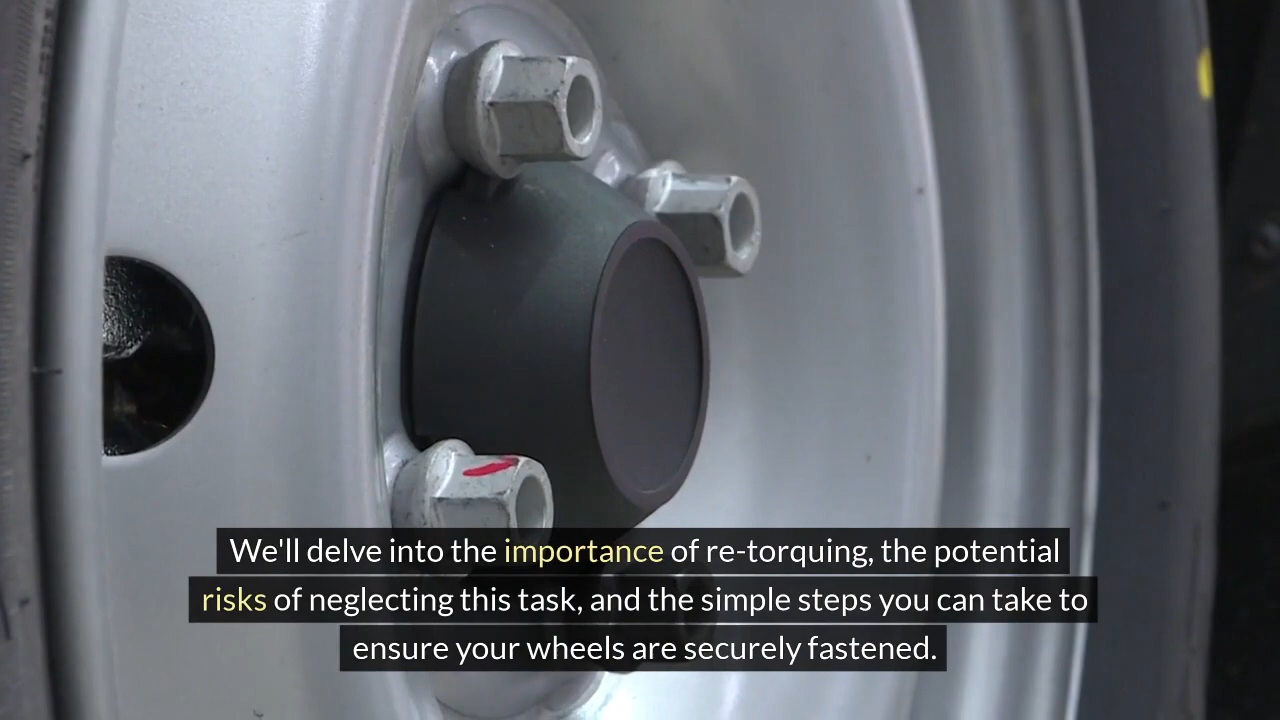 We'll delve into the importance of re-torquing, the potential
risks of neglecting this task, and the simple steps you can take to
ensure your wheels are securely fastened.